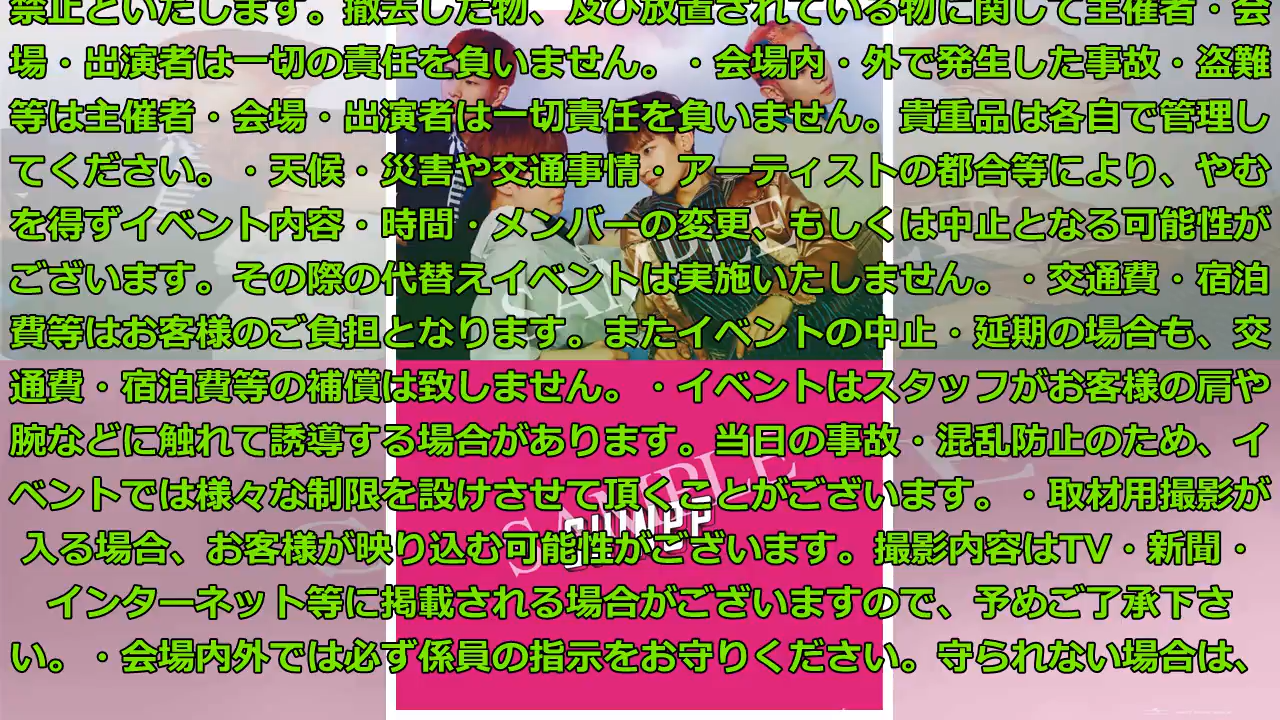 禁止といたします。撤去した物、及び放置されている物に関して主催者・会
場・出演者は一切の責任を負いません。・会場内・外で発生した事故・盗難
等は主催者・会場・出演者は一切責任を負いません。貴重品は各自で管理し
てください。・天候・災害や交通事情・アーティストの都合等により、やむ
を得ずイベント内容・時間・メンバーの変更、もしくは中止となる可能性が
ございます。その際の代替えイベントは実施いたしません。・交通費・宿泊
費等はお客様のご負担となります。またイベントの中止・延期の場合も、交
通費・宿泊費等の補償は致しません。・イベントはスタッフがお客様の肩や
腕などに触れて誘導する場合があります。当日の事故・混乱防止のため、イ
ベントでは様々な制限を設けさせて頂くことがございます。・取材用撮影が
入る場合、お客様が映り込む可能性がございます。撮影内容はTV・新聞・
インターネット等に掲載される場合がございますので、予めご了承下さ
い。・会場内外では必ず係員の指示をお守りください。守られない場合は、
SAMPLE
SAMPLE